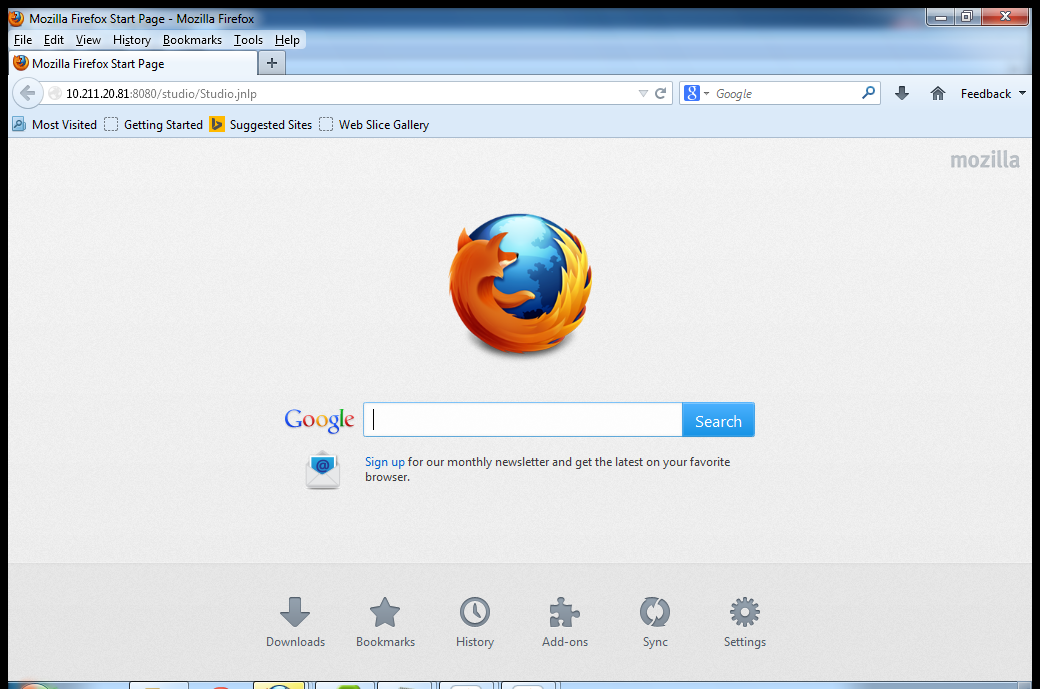 Mozilla Firefox Start Page - Mozilla Firefox
File Edit View History Bookmarks Tools Help
Mozilla Firefox Start Page
10.211.20.81:8080/studio/Studio.jnlp
Google
Feedback
Most Visited Getting Started Suggested Sites Web Slice Gallery
mozilla
Google
Search
Sign up for our monthly newsletter and get the latest on your favorite
browser.
Downloads Bookmarks History Add-ons Sync Settings